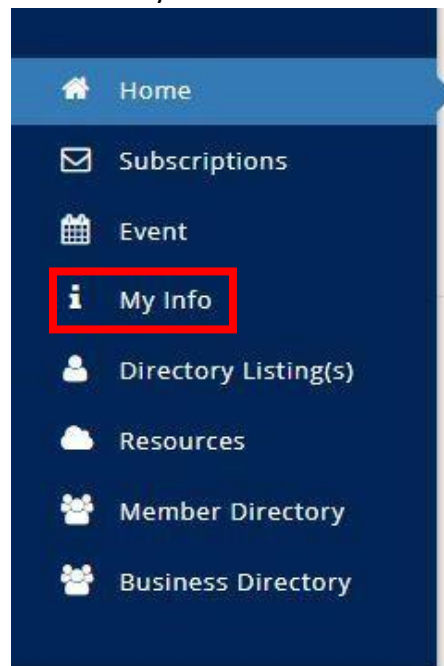 Home
Subscriptions
Event
My Info
Directory Listing(s)
Resources
Member Directory
Business Directory